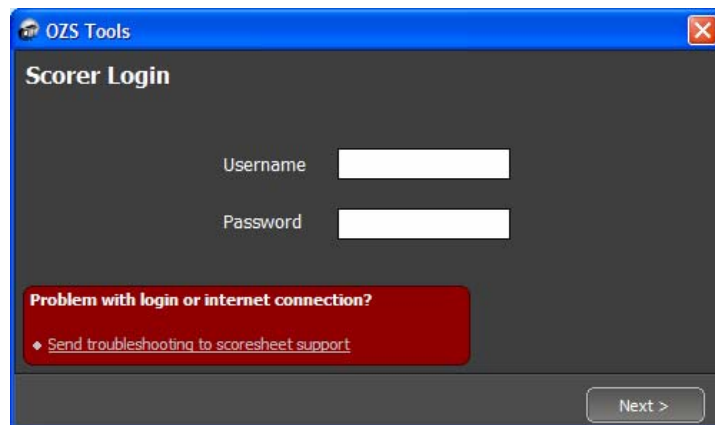 OZS Tools
Scorer Login
Username
Password
Problem with login or internet connection?
Send troubleshooting to scoresheet support
Next >